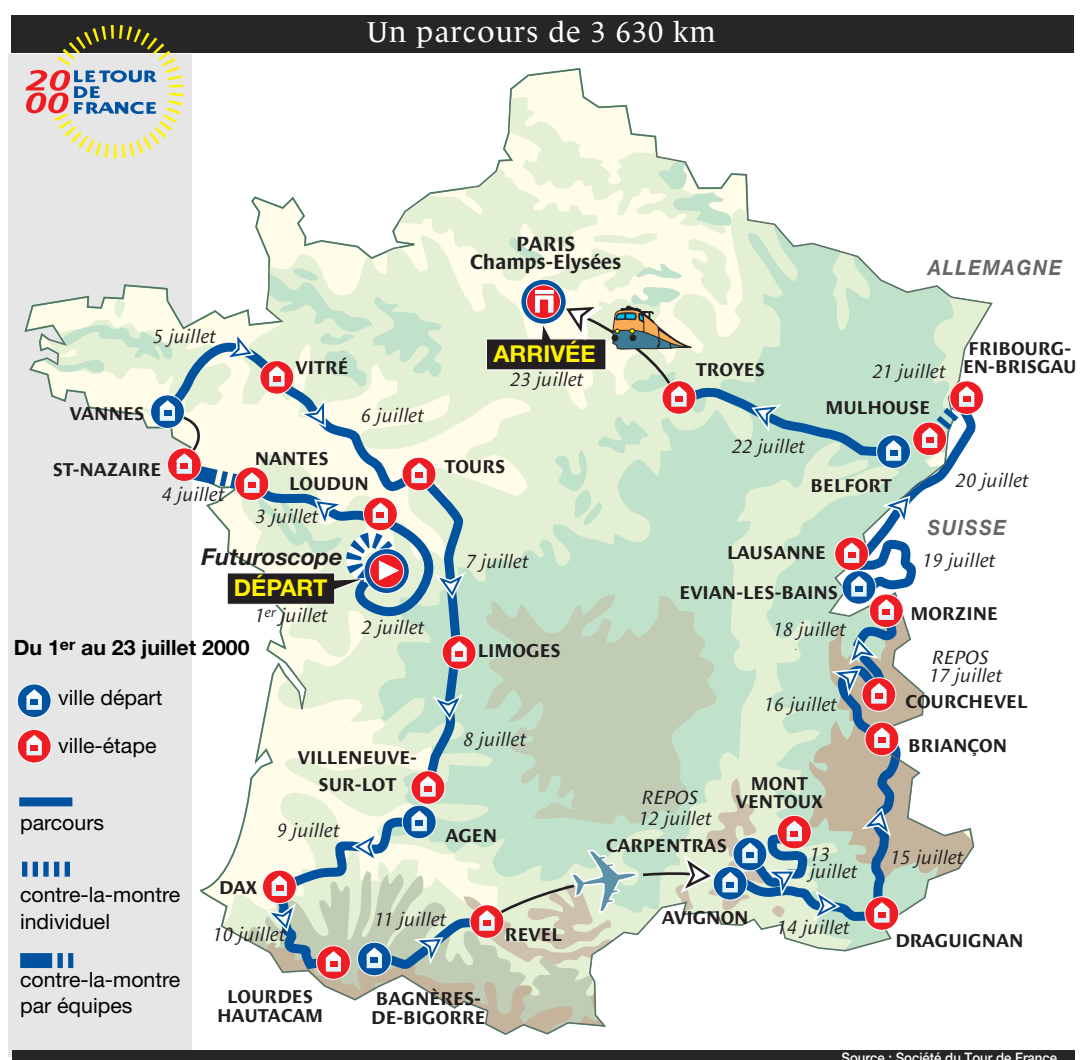 Un parcours de 3 630 km
20
00
LE TOUR
DE
FRANCE
PARIS
Champs-Elysées
ARRIVÉE
23 juillet
ALLEMAGNE
FRIBOURG-
EN-BRISGAU
21 juillet
TROYES
MULHOUSE
22 juillet
BELFORT
20 juillet
5 juillet
VITRÉ
VANNES
6 juillet
ST-NAZAIRE
NANTES
TOURS
4 juillet
LOUDUN
3 juillet
Futuroscope
DÉPART
1er juillet
2 juillet
7 juillet
SUISSE
LAUSANNE
19 juillet
EVIAN-LES-BAINS
MORZINE
18 juillet
REPOS
17 juillet
16 juillet
COURCHEVEL
BRIANÇON
LIMOGES
8 juillet
VILLENEUVE-
SUR-LOT
9 juillet
AGEN
DAX
10 juillet
11 juillet
REVEL
LOURDES
HAUTACAM
BAGNÈRES-
DE-BIGORRE
REPOS
12 juillet
MONT
VENTOUX
CARPENTRAS
13
juillet
15 juillet
AVIGNON
14 juillet
DRAGUIGNAN
Du 1er au 23 juillet 2000
ville départ
ville-étape
parcours
contre-la-montre
individuel
contre-la-montre
par équipes
Source : Société du Tour de France